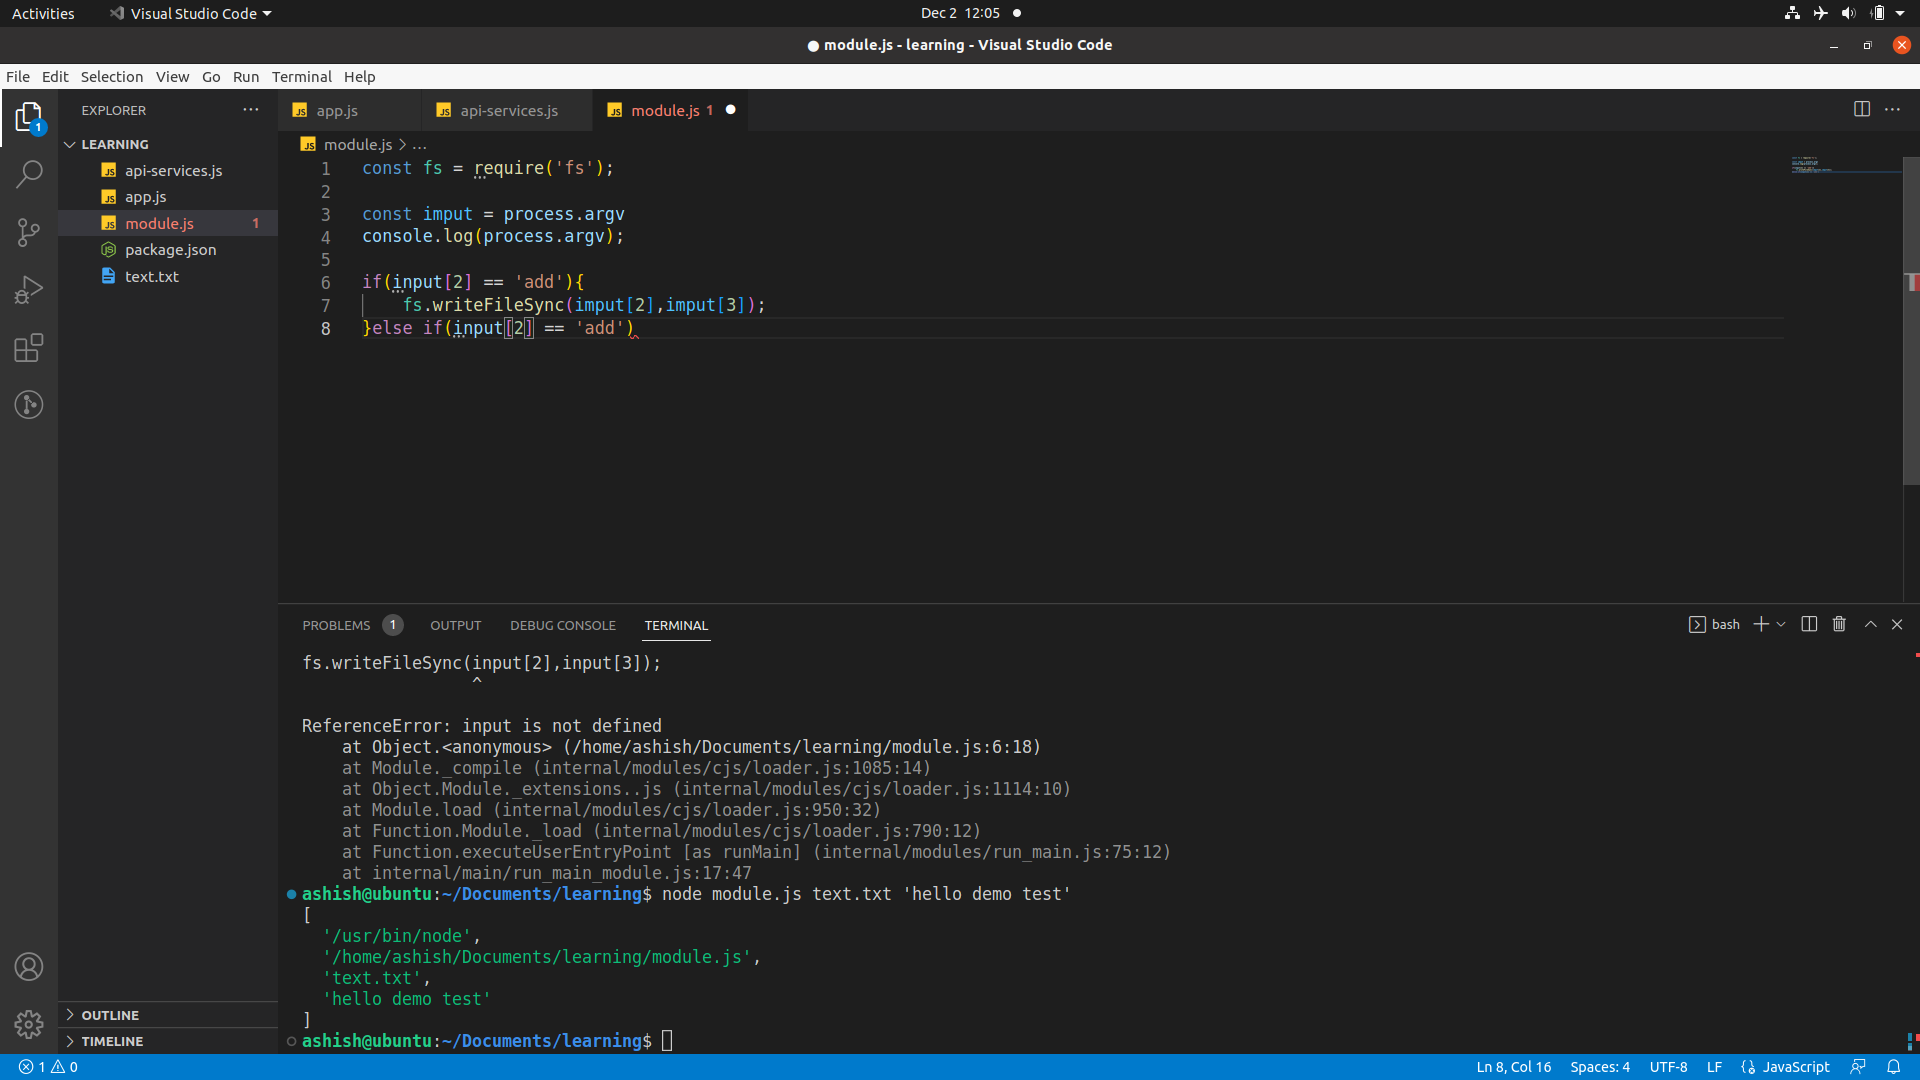 Activities
Visual Studio Code
Dec 2 12:05
● module.js - learning - Visual Studio Code
File Edit Selection View Go Run Terminal Help
EXPLORER
LEARNING
JS api-services.js
JS app.js
JS module.js 1
package.json
text.txt
OUTLINE
TIMELINE
1
JS app.js
JS api-services.js
JS module.js 1
JS module.js > ...
1 const fs = require('fs');
2
3 const imput = process.argv
4 console.log(process.argv);
5
6 if(input[2] == 'add'){
7 fs.writeFileSync(imput[2],imput[3]);
8 }else if(input[2] == 'add')
PROBLEMS 1 OUTPUT DEBUG CONSOLE TERMINAL
bash
fs.writeFileSync(input[2],input[3]);
^
ReferenceError: input is not defined
at Object.<anonymous> (/home/ashish/Documents/learning/module.js:6:18)
at Module._compile (internal/modules/cjs/loader.js:1085:14)
at Object.Module._extensions..js (internal/modules/cjs/loader.js:1114:10)
at Module.load (internal/modules/cjs/loader.js:950:32)
at Function.Module._load (internal/modules/cjs/loader.js:790:12)
at Function.executeUserEntryPoint [as runMain] (internal/modules/run_main.js:75:12)
at internal/main/run_main_module.js:17:47
ashish@ubuntu:~/Documents/learning$ node module.js text.txt 'hello demo test'
[
'/usr/bin/node',
'/home/ashish/Documents/learning/module.js',
'text.txt',
'hello demo test'
]
ashish@ubuntu:~/Documents/learning$
1 0
Ln 8, Col 16 Spaces: 4 UTF-8 LF JavaScript